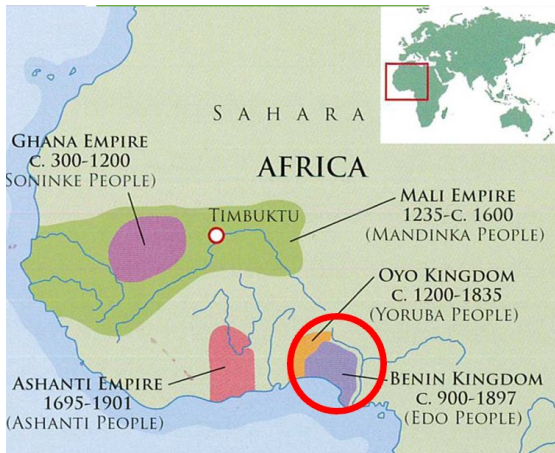 SAHARA
GHANA EMPIRE
C. 300-1200
(SONINKE PEOPLE)
AFRICA
TIMBUKTU
MALI EMPIRE
1235-C. 1600
(MANDINKA PEOPLE)
OYO KINGDOM
C. 1200-1835
(YORUBA PEOPLE)
ASHANTI EMPIRE
1695-1901
(ASHANTI PEOPLE)
BENIN KINGDOM
C. 900-1897
(EDO PEOPLE)